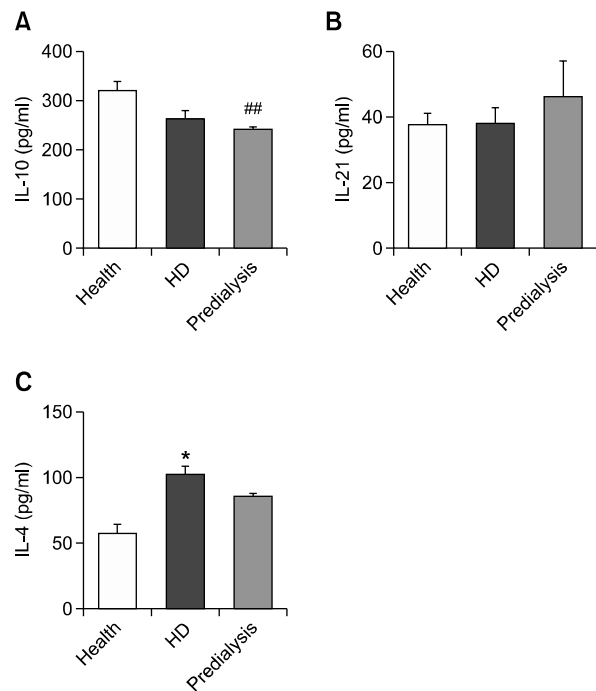 A
IL-10 (pg/ml)
400
300
200
100
0
##
Health
HD
Predialysis
B
IL-21 (pg/ml)
60
40
20
0
Health
HD
Predialysis
C
IL-4 (pg/ml)
150
100
50
0
*
Health
HD
Predialysis